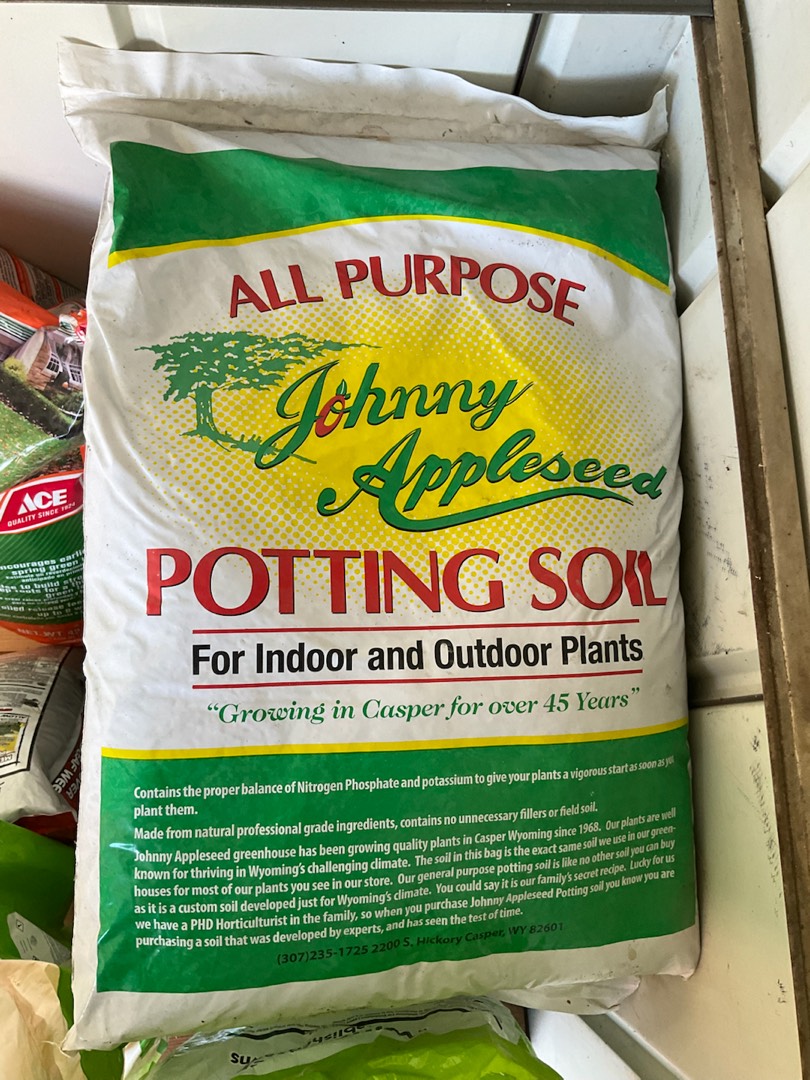 ALL PURPOSE
Johnny
Appleseed
POTTING SOIL
For Indoor and Outdoor Plants
"Growing in Casper for over 45 Years"
Contains the proper balance of Nitrogen Phosphate and potassium to give your plants a vigorous start as soon as you
plant them.
Made from natural professional grade ingredients, contains no unnecessary fillers or field soil.
Johnny Appleseed greenhouse has been growing quality plants in Casper Wyoming since 1968. Our plants are well
known for thriving in Wyoming's challenging climate. The soil in this bag is the exact same soil we use in our green-
houses for most of our plants you see in our store. Our general purpose potting soil is like no other soil you can buy
as it is a custom soil developed just for Wyoming's climate. You could say it is our family's secret recipe. Lucky for us
we have a PHD Horticulturist in the family, so when you purchase Johnny Appleseed Potting soil you know you are
purchasing a soil that was developed by experts, and has seen the test of time.
(307)235-1725 2200 S. Hickory Casper, WY 82601
ACE
QUALITY SINCE 1924
spring green
NET WT.